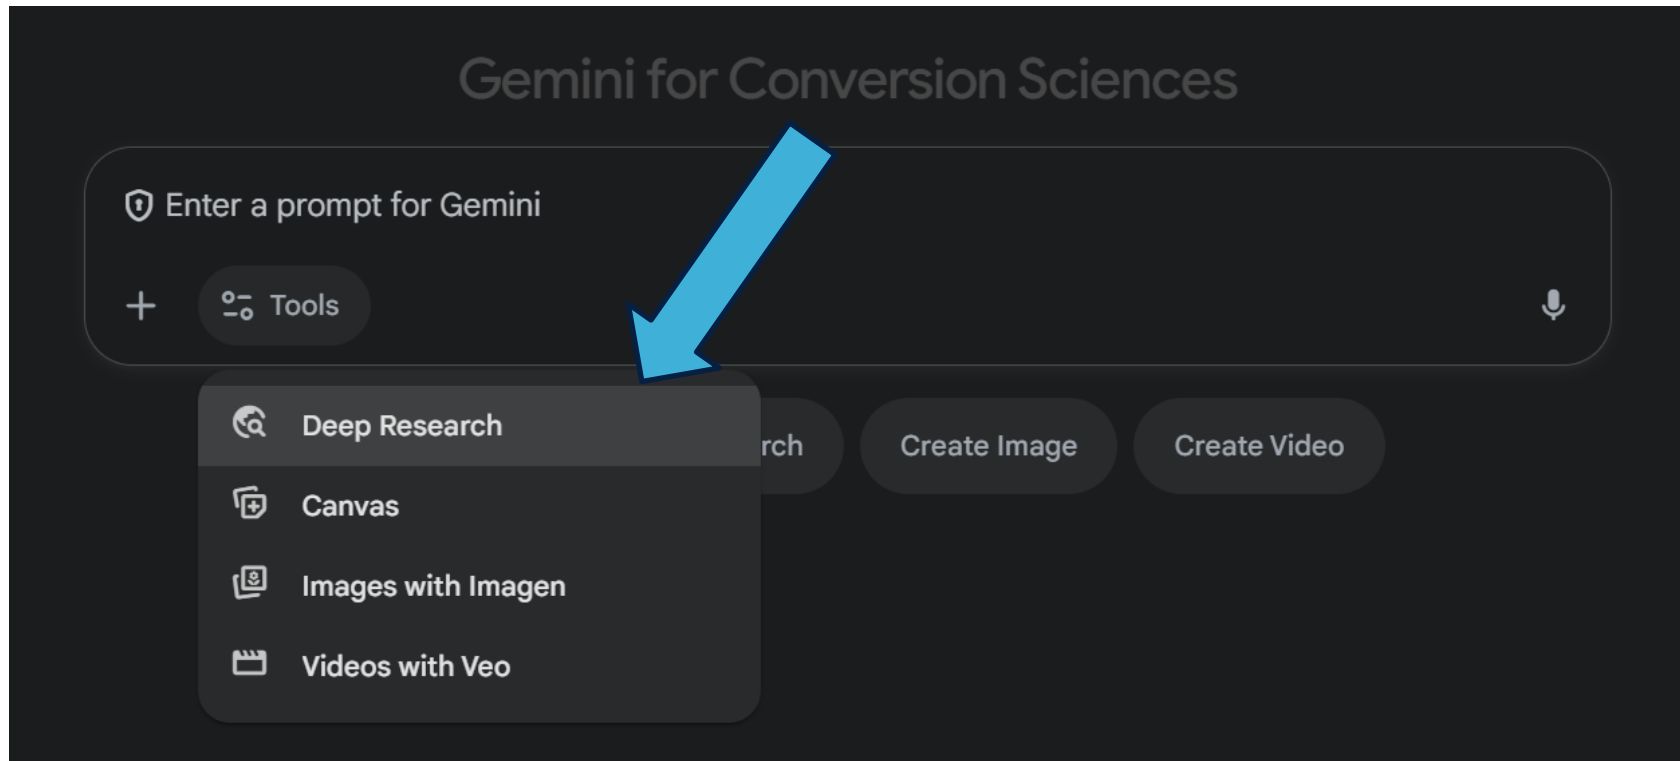 Gemini for Conversion Sciences
Enter a prompt for Gemini
Tools
Deep Research
rch
Create Image
Create Video
Canvas
Images with Imagen
Videos with Veo